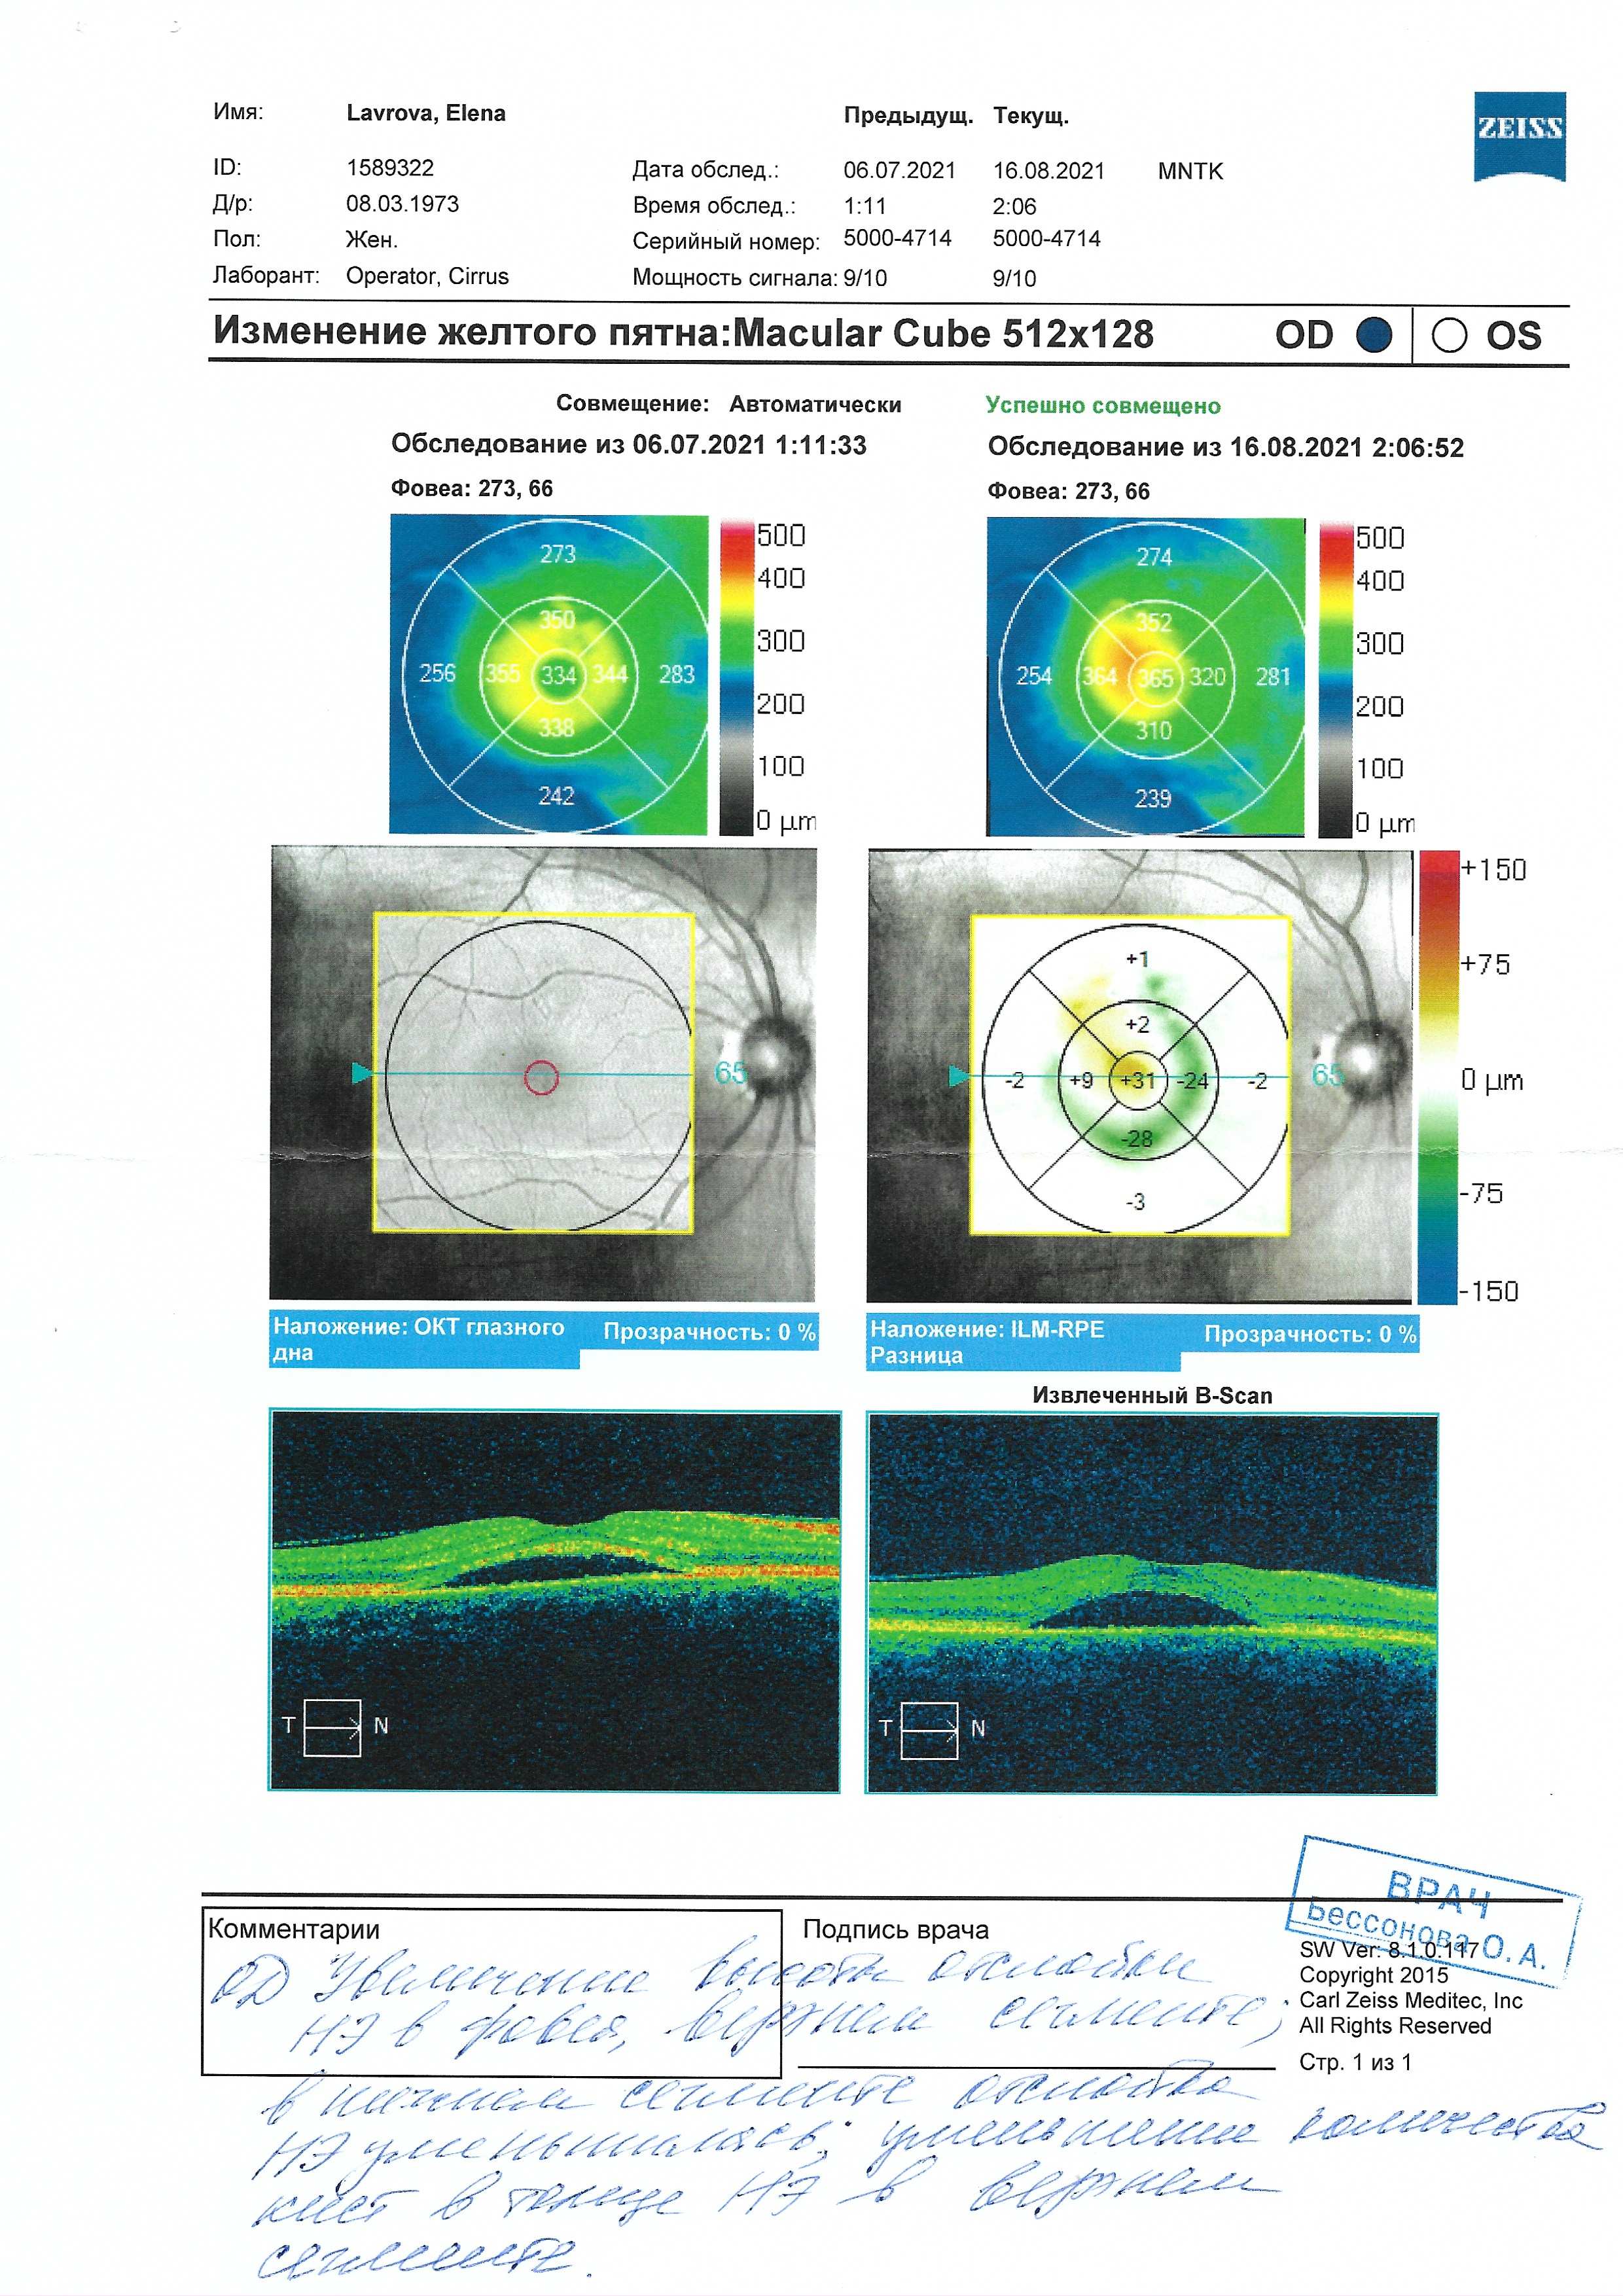 Имя: Lavrova, Elena Предыдущ. Текущ.
ZEISS
ID: 1589322 Дата обслед.: 06.07.2021 16.08.2021 MNTK
Д/р: 08.03.1973 Время обслед.: 1:11 2:06
Пол: Жен. Серийный номер: 5000-4714 5000-4714
Лаборант: Operator, Cirrus Мощность сигнала: 9/10 9/10
Изменение желтого пятна:Macular Cube 512x128 OD OS
Совмещение: Автоматически Успешно совмещено
Обследование из 06.07.2021 1:11:33 Обследование из 16.08.2021 2:06:52
Фовеа: 273, 66 Фовеа: 273, 66
273
350
256 355 334 344 283
338
242
500
400
300
200
100
0 µm
274
352
254 364 365 320 281
310
239
500
400
300
200
100
0 µm
65
+1
+2
-2 +9 +31 -24 -2
-28
-3
65
+150
+75
0 µm
-75
-150
Наложение: ОКТ глазного Прозрачность: 0 %
дна
Наложение: ILM-RPE Прозрачность: 0 %
Разница
Извлеченный B-Scan
T N
T N
ВРАЧ
Бессонова О. А.
Комментарии Подпись врача
SW Ver: 8.1.0.117
Copyright 2015
Carl Zeiss Meditec, Inc
All Rights Reserved
Стр. 1 из 1
OD Увеличение высоты отслойки
НЭ в фовеа, верхнем сегменте;
в нижнем сегменте отслойка
НЭ уменьшилась; уменьшение количества
кист в толще НЭ в верхнем
сегменте.